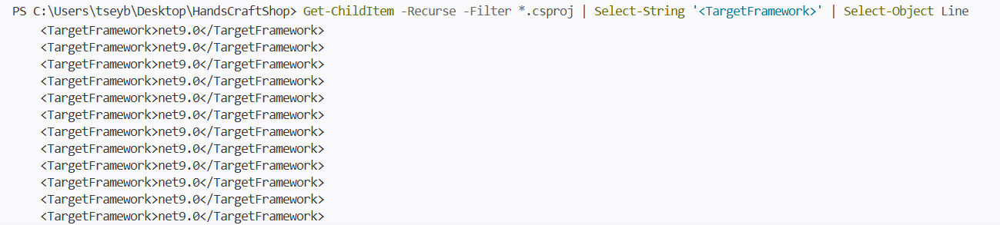 PS C:\Users\tseyb\Desktop\HandsCraftShop> Get-ChildItem -Recurse -Filter *.csproj | Select-String '<TargetFramework>' | Select-Object Line
<TargetFramework>net9.0</TargetFramework>
<TargetFramework>net9.0</TargetFramework>
<TargetFramework>net9.0</TargetFramework>
<TargetFramework>net9.0</TargetFramework>
<TargetFramework>net9.0</TargetFramework>
<TargetFramework>net9.0</TargetFramework>
<TargetFramework>net9.0</TargetFramework>
<TargetFramework>net9.0</TargetFramework>
<TargetFramework>net9.0</TargetFramework>
<TargetFramework>net9.0</TargetFramework>
<TargetFramework>net9.0</TargetFramework>
<TargetFramework>net9.0</TargetFramework>